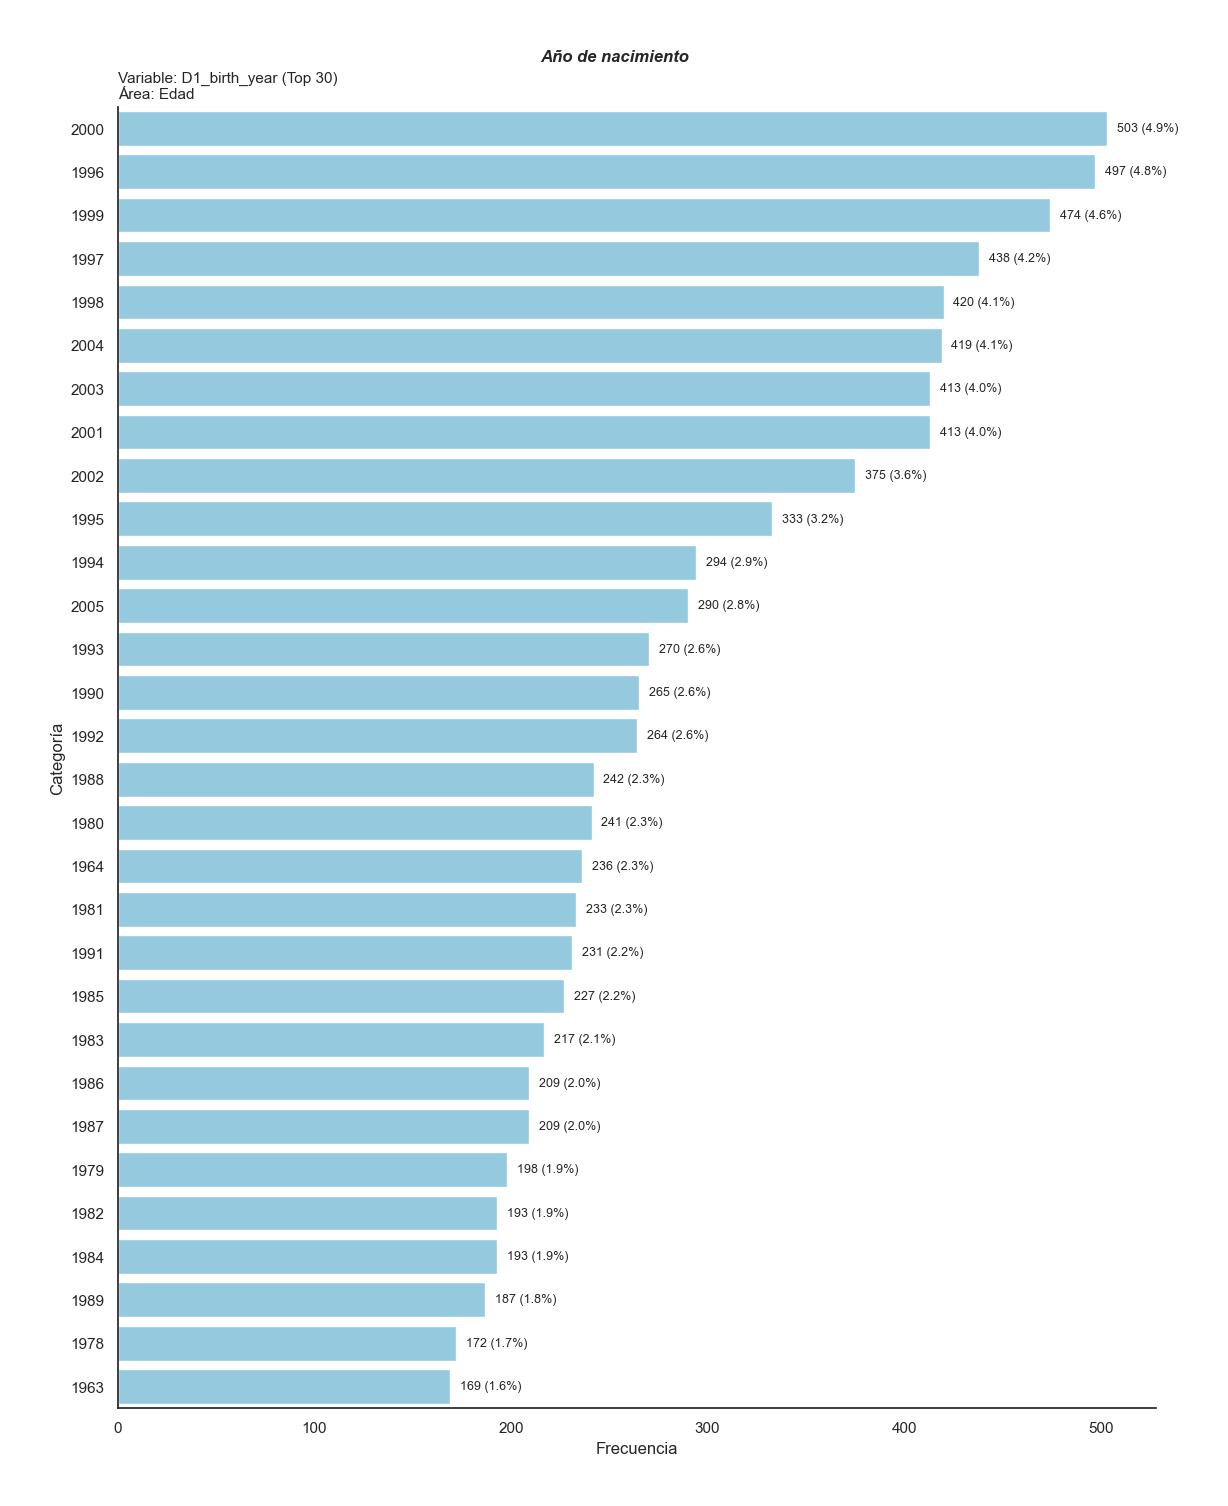 Año de nacimiento
Variable: D1_birth_year (Top 30)
Área: Edad
2000 503 (4.9%)
1996 497 (4.8%)
1999 474 (4.6%)
1997 438 (4.2%)
1998 420 (4.1%)
2004 419 (4.1%)
2003 413 (4.0%)
2001 413 (4.0%)
2002 375 (3.6%)
1995 333 (3.2%)
1994 294 (2.9%)
2005 290 (2.8%)
1993 270 (2.6%)
1990 265 (2.6%)
1992 264 (2.6%)
Categoría
1988 242 (2.3%)
1980 241 (2.3%)
1964 236 (2.3%)
1981 233 (2.3%)
1991 231 (2.2%)
1985 227 (2.2%)
1983 217 (2.1%)
1986 209 (2.0%)
1987 209 (2.0%)
1979 198 (1.9%)
1982 193 (1.9%)
1984 193 (1.9%)
1989 187 (1.8%)
1978 172 (1.7%)
1963 169 (1.6%)
0 100 200 300 400 500
Frecuencia